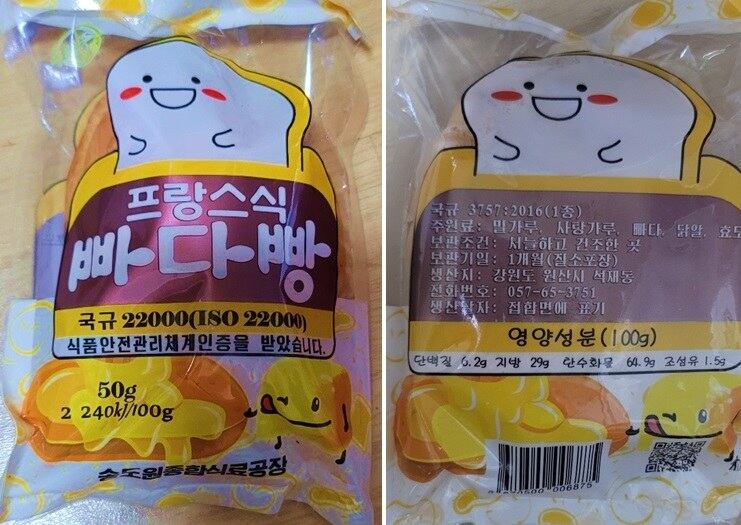 프랑스식
빠다빵
국규 22000(ISO 22000)
식품안전관리체계인증을 받았습니다.
50g
2 240kJ/100g
송도원종합식료공장
국규 3757:2016(1종)
주원료: 밀가루, 사탕가루, 빠다, 닭알, 효모
보관조건: 서늘하고 건조한 곳
보관기일: 1개월(질소포장)
생산지: 강원도 원산시 석재동
전화번호: 057-65-3751
생산날자: 접합면에 표기
영양성분(100g)
단백질 6.2g 지방 29g 탄수화물 64.9g 조섬유 1.5g